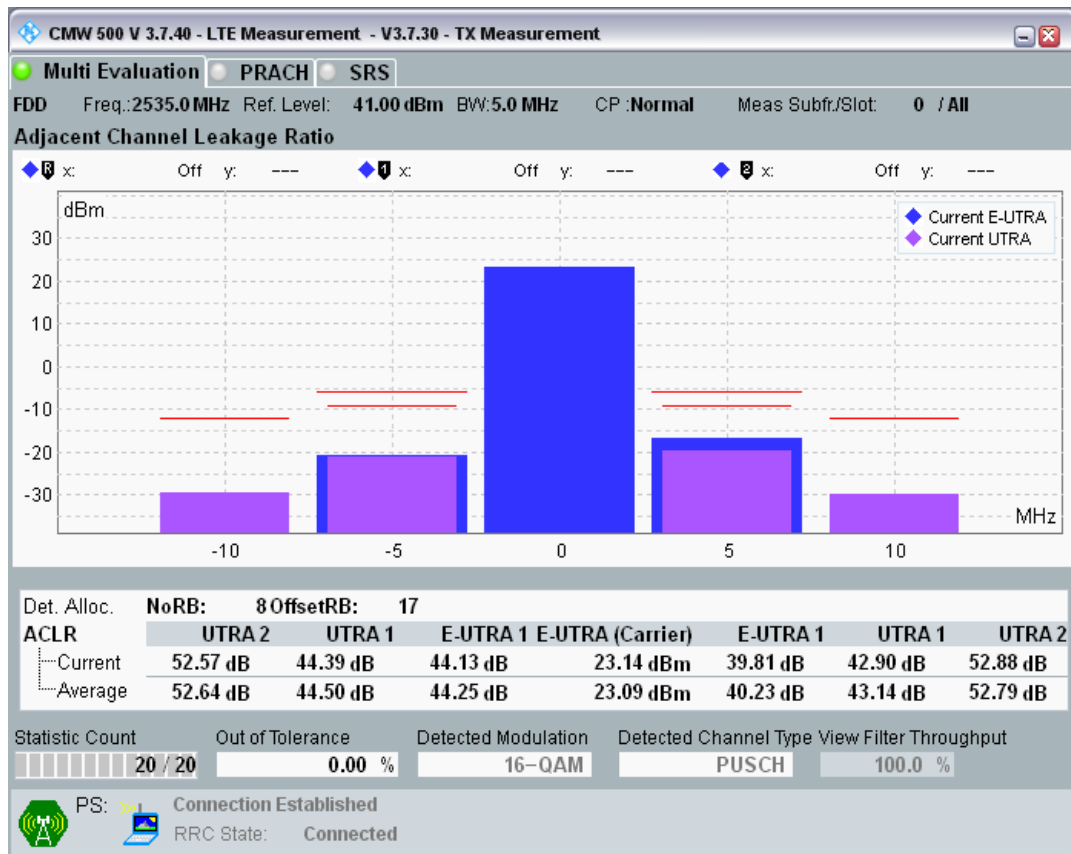 CMW 500 V 3.7.40 - LTE Measurement - V3.7.30 - TX Measurement
Multi Evaluation PRACH SRS
FDD Freq.:2535.0 MHz Ref. Level: 41.00 dBm BW:5.0 MHz CP :Normal Meas Subfr./Slot: 0 / All
Adjacent Channel Leakage Ratio
R x: Off y: --- 1 x: Off y: --- 2 x: Off y: ---
dBm
Current E-UTRA
Current UTRA
30
20
10
0
-10
-20
-30
MHz
-10 -5 0 5 10
Det. Alloc. NoRB: 8 OffsetRB: 17
ACLR UTRA 2 UTRA 1 E-UTRA 1 E-UTRA (Carrier) E-UTRA 1 UTRA 1 UTRA 2
Current 52.57 dB 44.39 dB 44.13 dB 23.14 dBm 39.81 dB 42.90 dB 52.88 dB
Average 52.64 dB 44.50 dB 44.25 dB 23.09 dBm 40.23 dB 43.14 dB 52.79 dB
Statistic Count Out of Tolerance Detected Modulation Detected Channel Type View Filter Throughput
20 / 20 0.00 % 16-QAM PUSCH 100.0 %
PS: Connection Established
RRC State: Connected